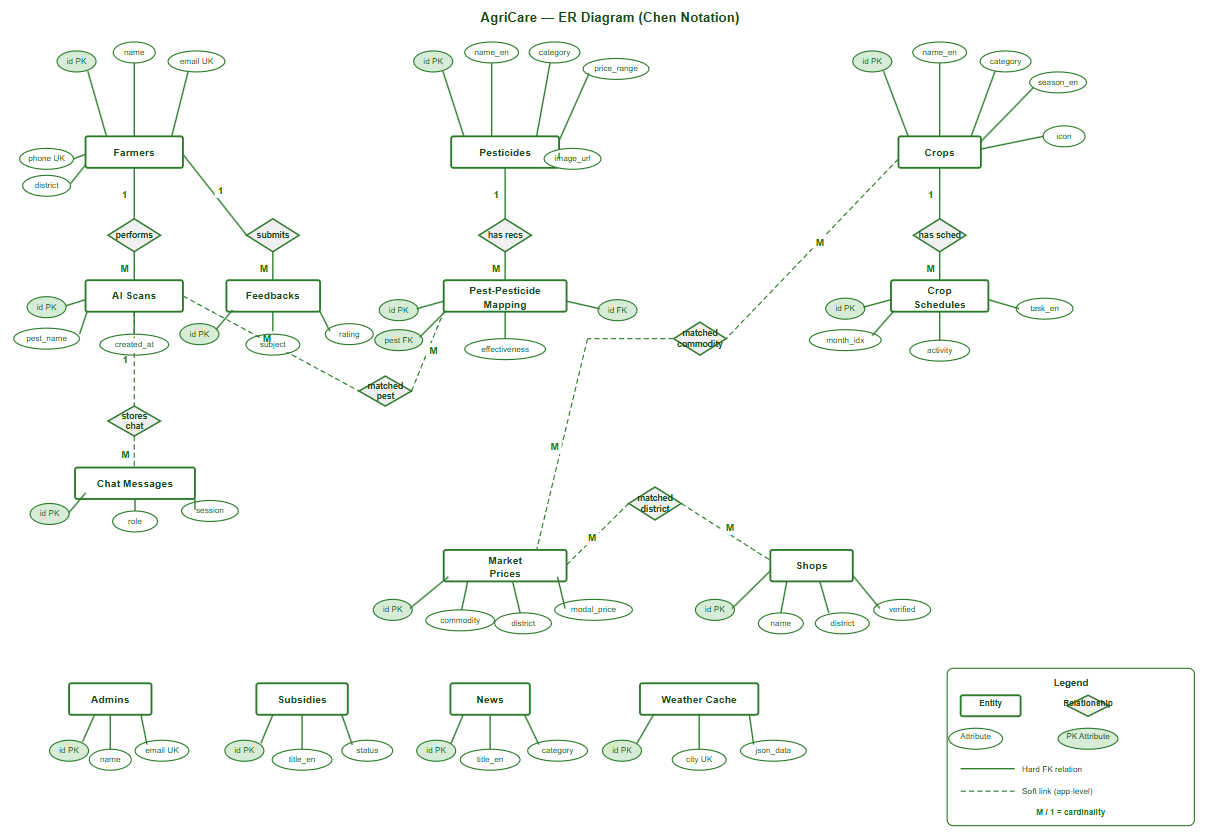 AgriCare — ER Diagram (Chen Notation)
id PK
name
email UK
phone UK
district
Farmers
id PK
name_en
category
price_range
image_url
Pesticides
id PK
name_en
category
season_en
icon
Crops
1
1
1
1
performs
submits
has recs
has sched
M
M
M
M
M
AI Scans
Feedbacks
Pest-Pesticide
Mapping
Crop
Schedules
id PK
pest_name
created_at
id PK
subject
rating
M
id PK
pest FK
effectiveness
id FK
id PK
month_idx
activity
task_en
matched
commodity
M
1
matched
pest
stores
chat
M
M
Chat Messages
id PK
role
session
matched
district
M
M
Market
Prices
Shops
id PK
commodity
district
modal_price
id PK
name
district
verified
Admins
id PK
name
email UK
Subsidies
id PK
title_en
status
News
id PK
title_en
category
Weather Cache
id PK
city UK
json_data
Legend
Entity
Relationship
Attribute
PK Attribute
Hard FK relation
Soft link (app-level)
M / 1 = cardinality